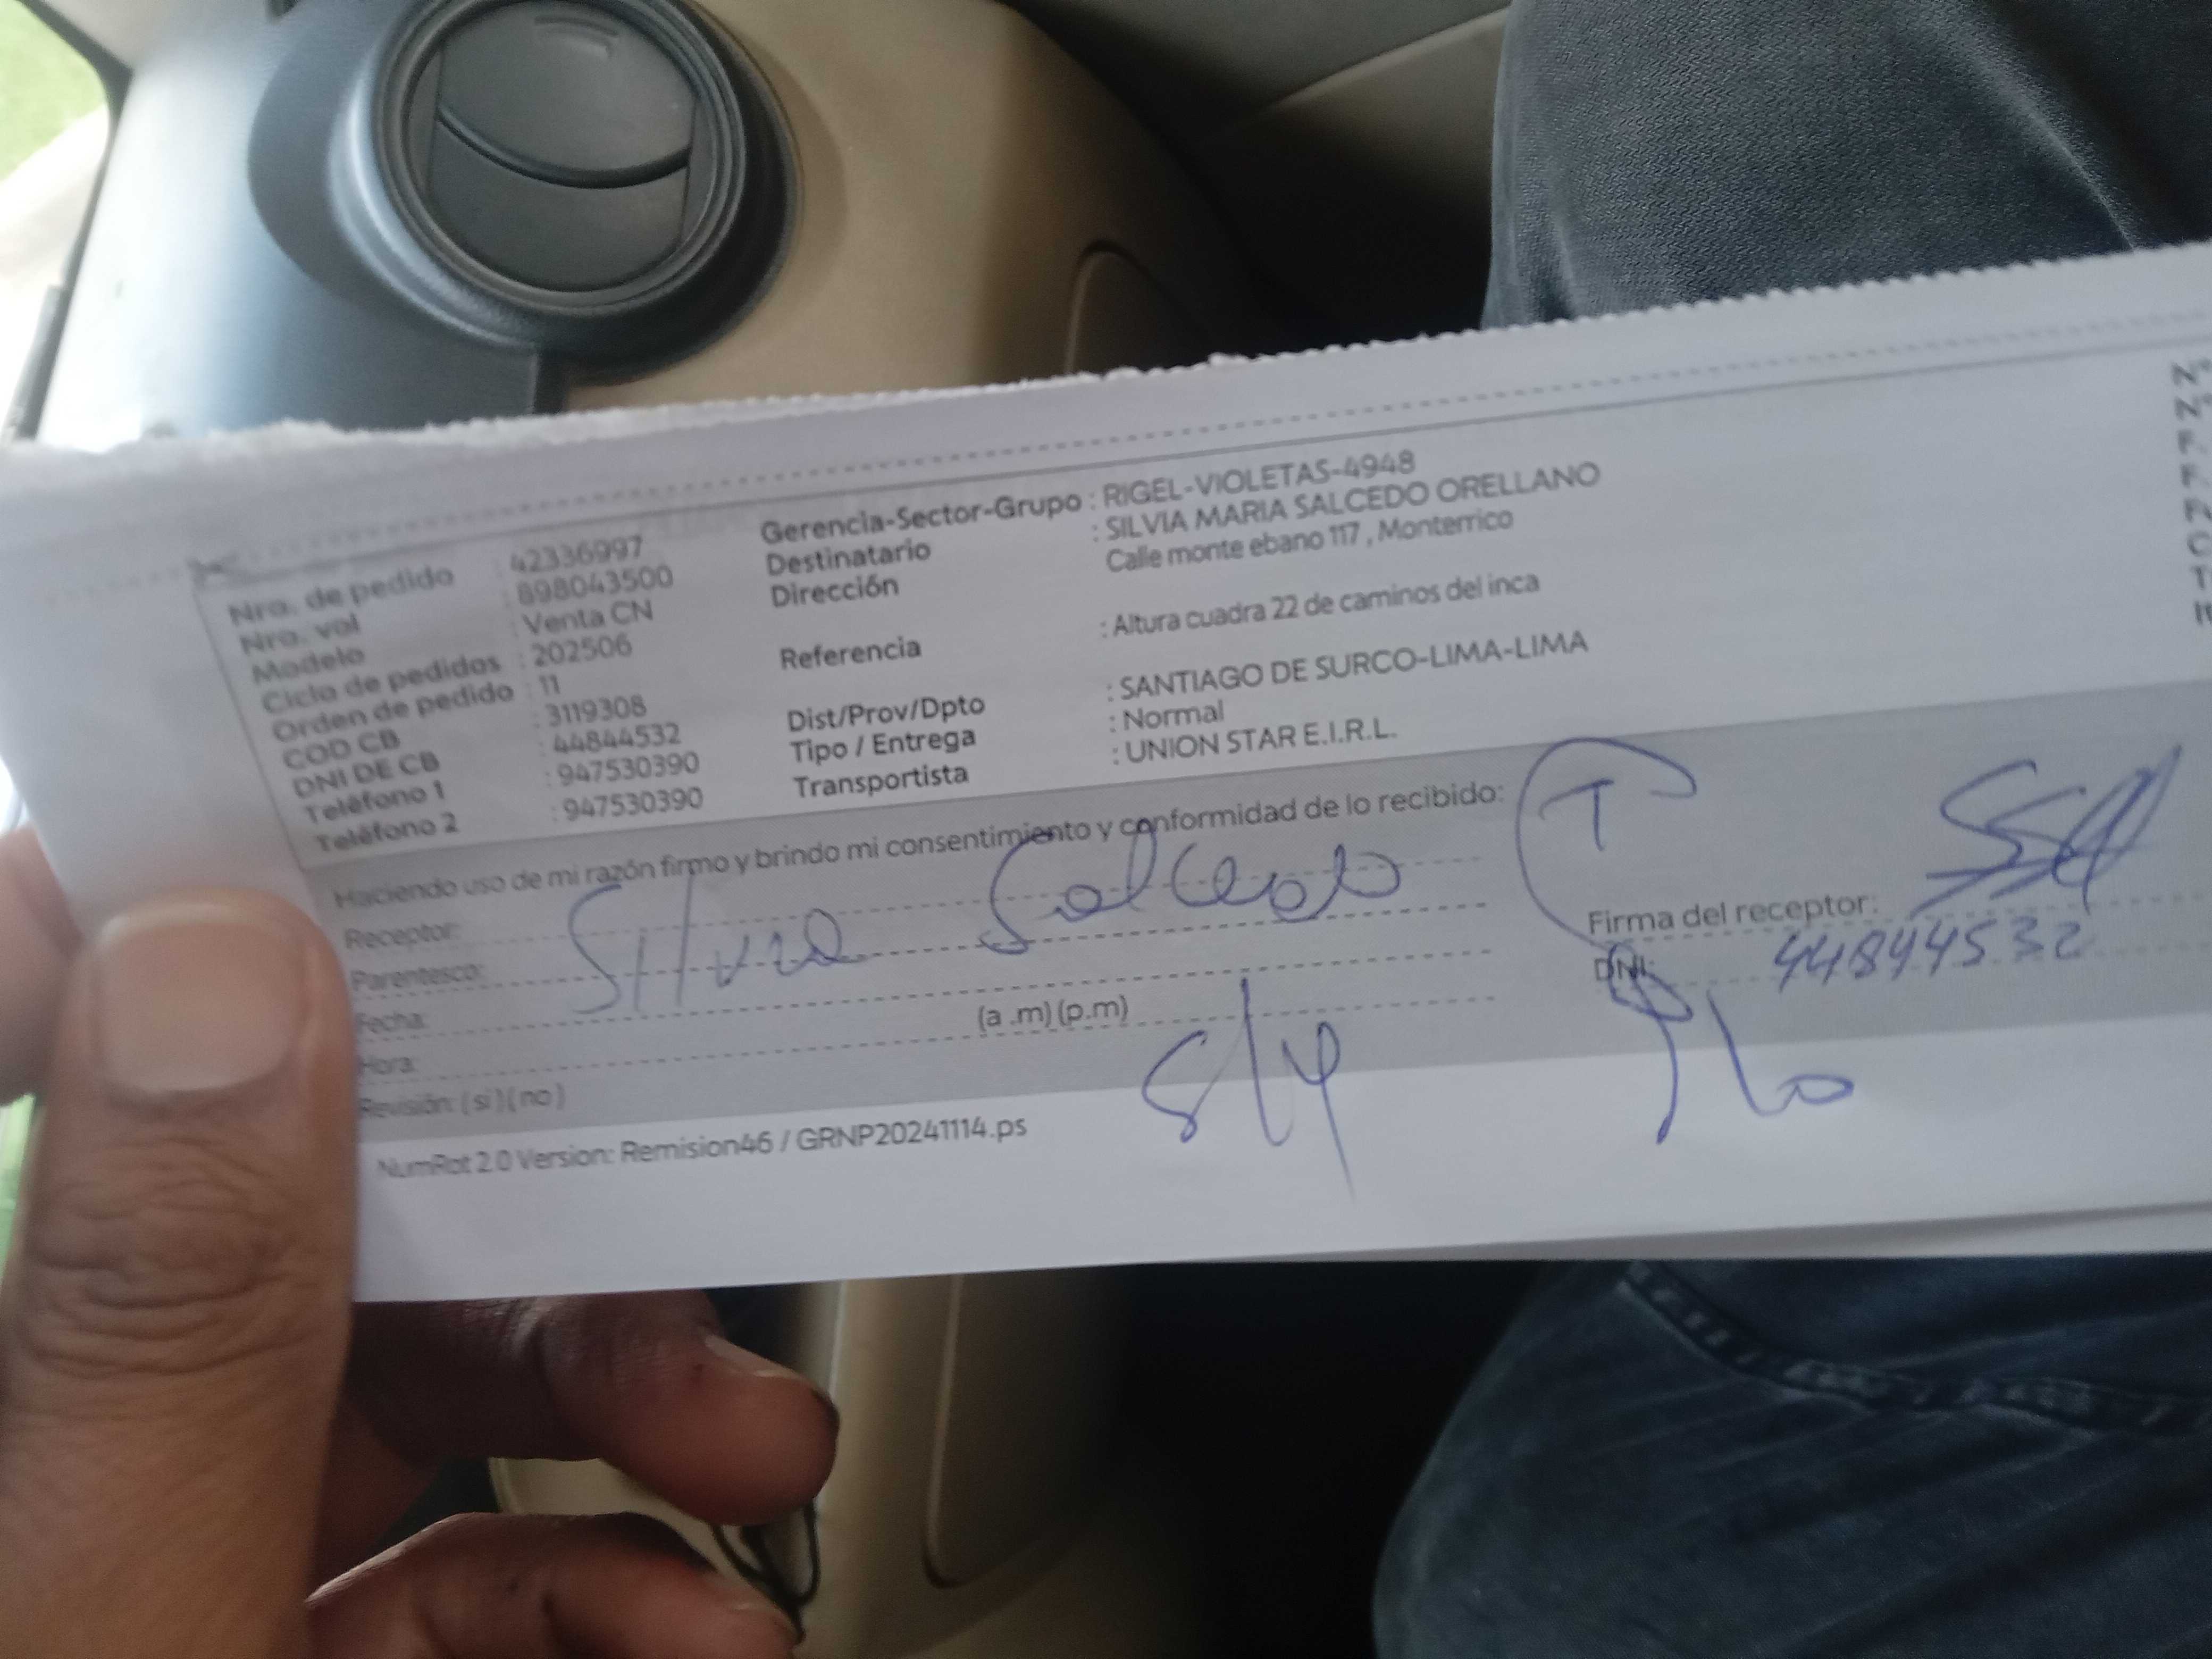 Nro. de pedido : 42336997
Nro. vol : 898043500
Modelo : Venta CN
Ciclo de pedidos : 202506
Orden de pedido : 11
COD CB : 3119308
DNI DE CB : 44844532
Teléfono 1 : 947530390
Teléfono 2 : 947530390
Gerencia-Sector-Grupo : RIGEL-VIOLETAS-4948
Destinatario : SILVIA MARIA SALCEDO ORELLANO
Dirección Calle monte ebano 117 , Monterrico
Referencia : Altura cuadra 22 de caminos del inca
Dist/Prov/Dpto : SANTIAGO DE SURCO-LIMA-LIMA
Tipo / Entrega : Normal
Transportista : UNION STAR E.I.R.L.
Nº
Haciendo uso de mi razón firmo y brindo mi consentimiento y conformidad de lo recibido:
Receptor:
Silvia Salcedo
Parentesco:
Fecha:
Hora: (a .m) (p.m)
Revisión: ( si ) ( no )
T
Firma del receptor:
DNI: 44844532
NumRot 2.0 Version: Remision46 / GRNP20241114.ps